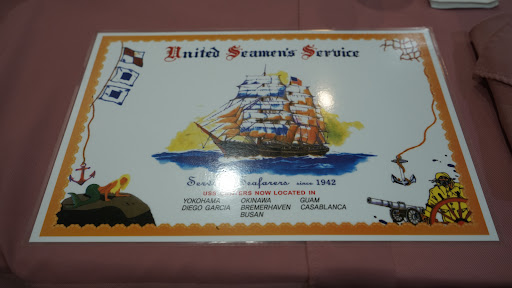 United Seamen's Service
Serving Seafarers since 1942
USS CENTERS NOW LOCATED IN
YOKOHAMA OKINAWA GUAM
DIEGO GARCIA BREMERHAVEN CASABLANCA
BUSAN